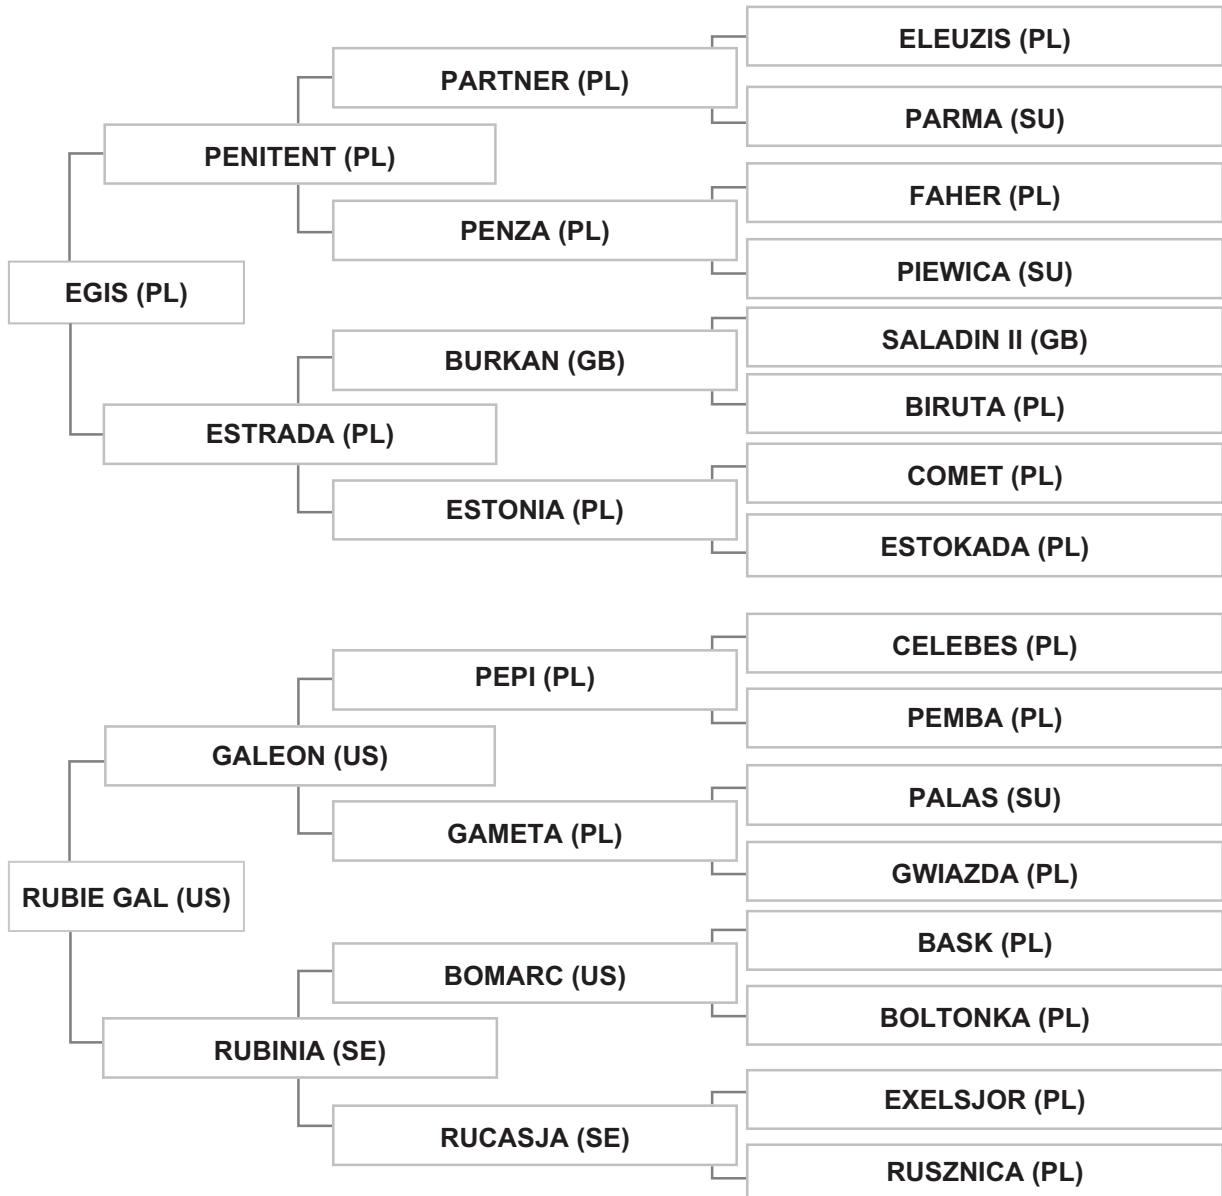 ELEUZIS (PL)
PARTNER (PL)
PARMA (SU)
PENITENT (PL)
FAHER (PL)
PENZA (PL)
PIEWICA (SU)
EGIS (PL)
SALADIN II (GB)
BURKAN (GB)
BIRUTA (PL)
ESTRADA (PL)
COMET (PL)
ESTONIA (PL)
ESTOKADA (PL)
CELEBES (PL)
PEPI (PL)
PEMBA (PL)
GALEON (US)
PALAS (SU)
GAMETA (PL)
GWIAZDA (PL)
RUBIE GAL (US)
BASK (PL)
BOMARC (US)
BOLTONKA (PL)
RUBINIA (SE)
EXELSJOR (PL)
RUCASJA (SE)
RUSZNICA (PL)